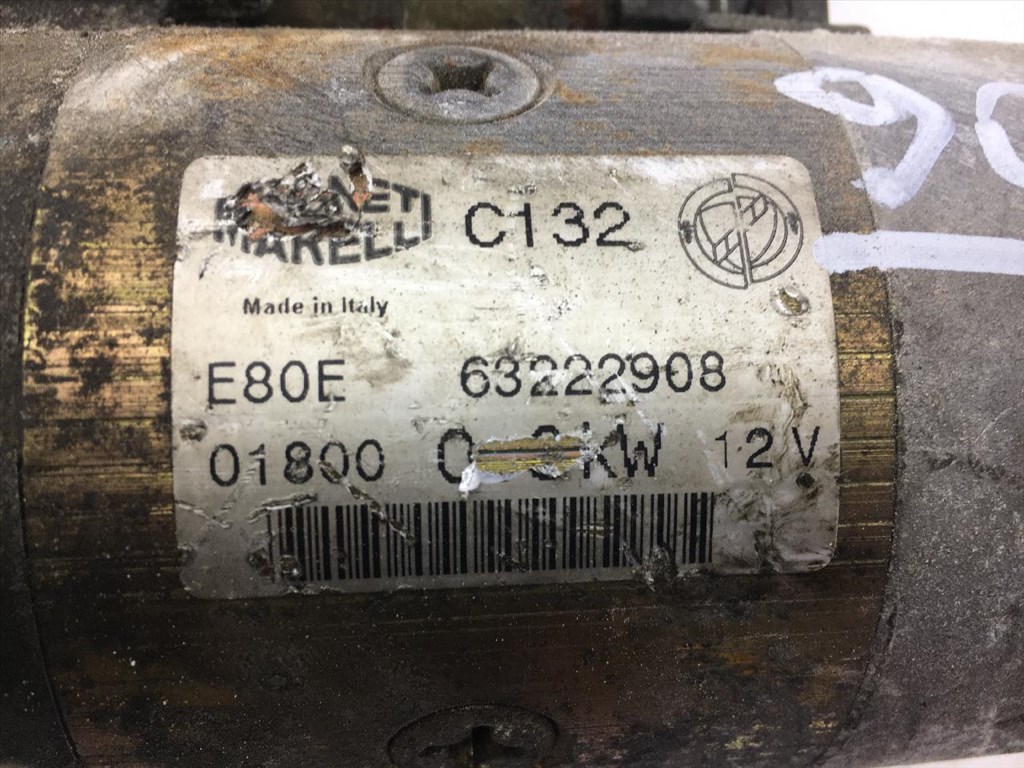 MARELLI C132
Made in Italy
E80E 63222908
01800 KW 12 V